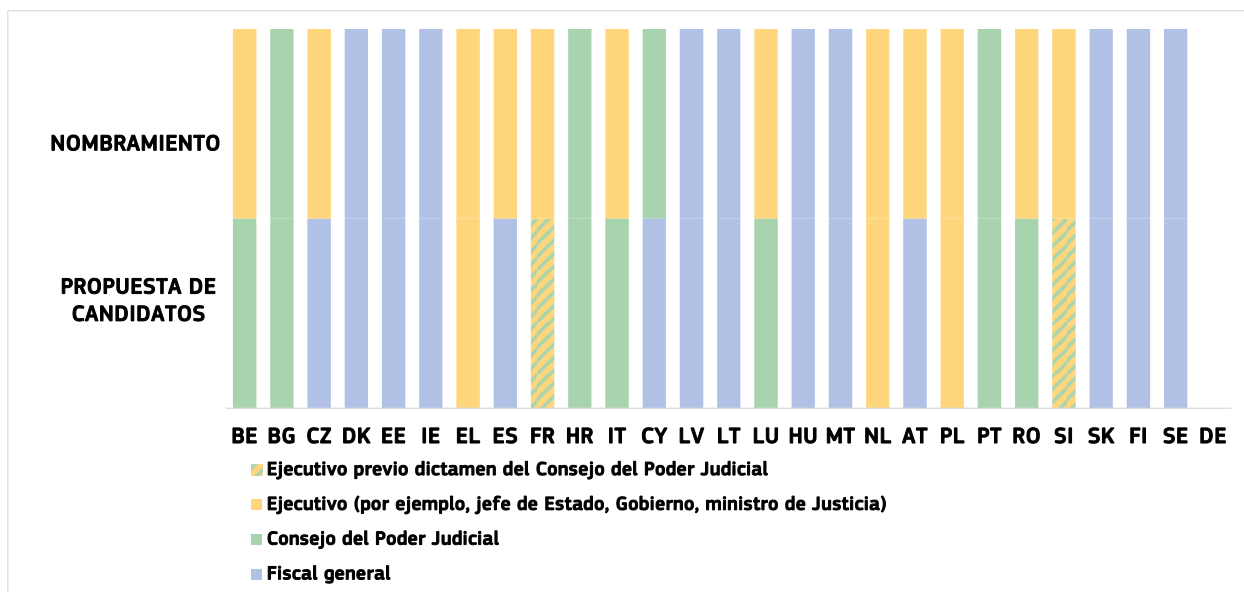 NOMBRAMIENTO
PROPUESTA DE
CANDIDATOS
BE BG CZ DK EE IE EL ES FR HR IT CY LV LT LU HU MT NL AT PL PT RO SI SK FI SE DE
Ejecutivo previo dictamen del Consejo del Poder Judicial
Ejecutivo (por ejemplo, jefe de Estado, Gobierno, ministro de Justicia)
Consejo del Poder Judicial
Fiscal general